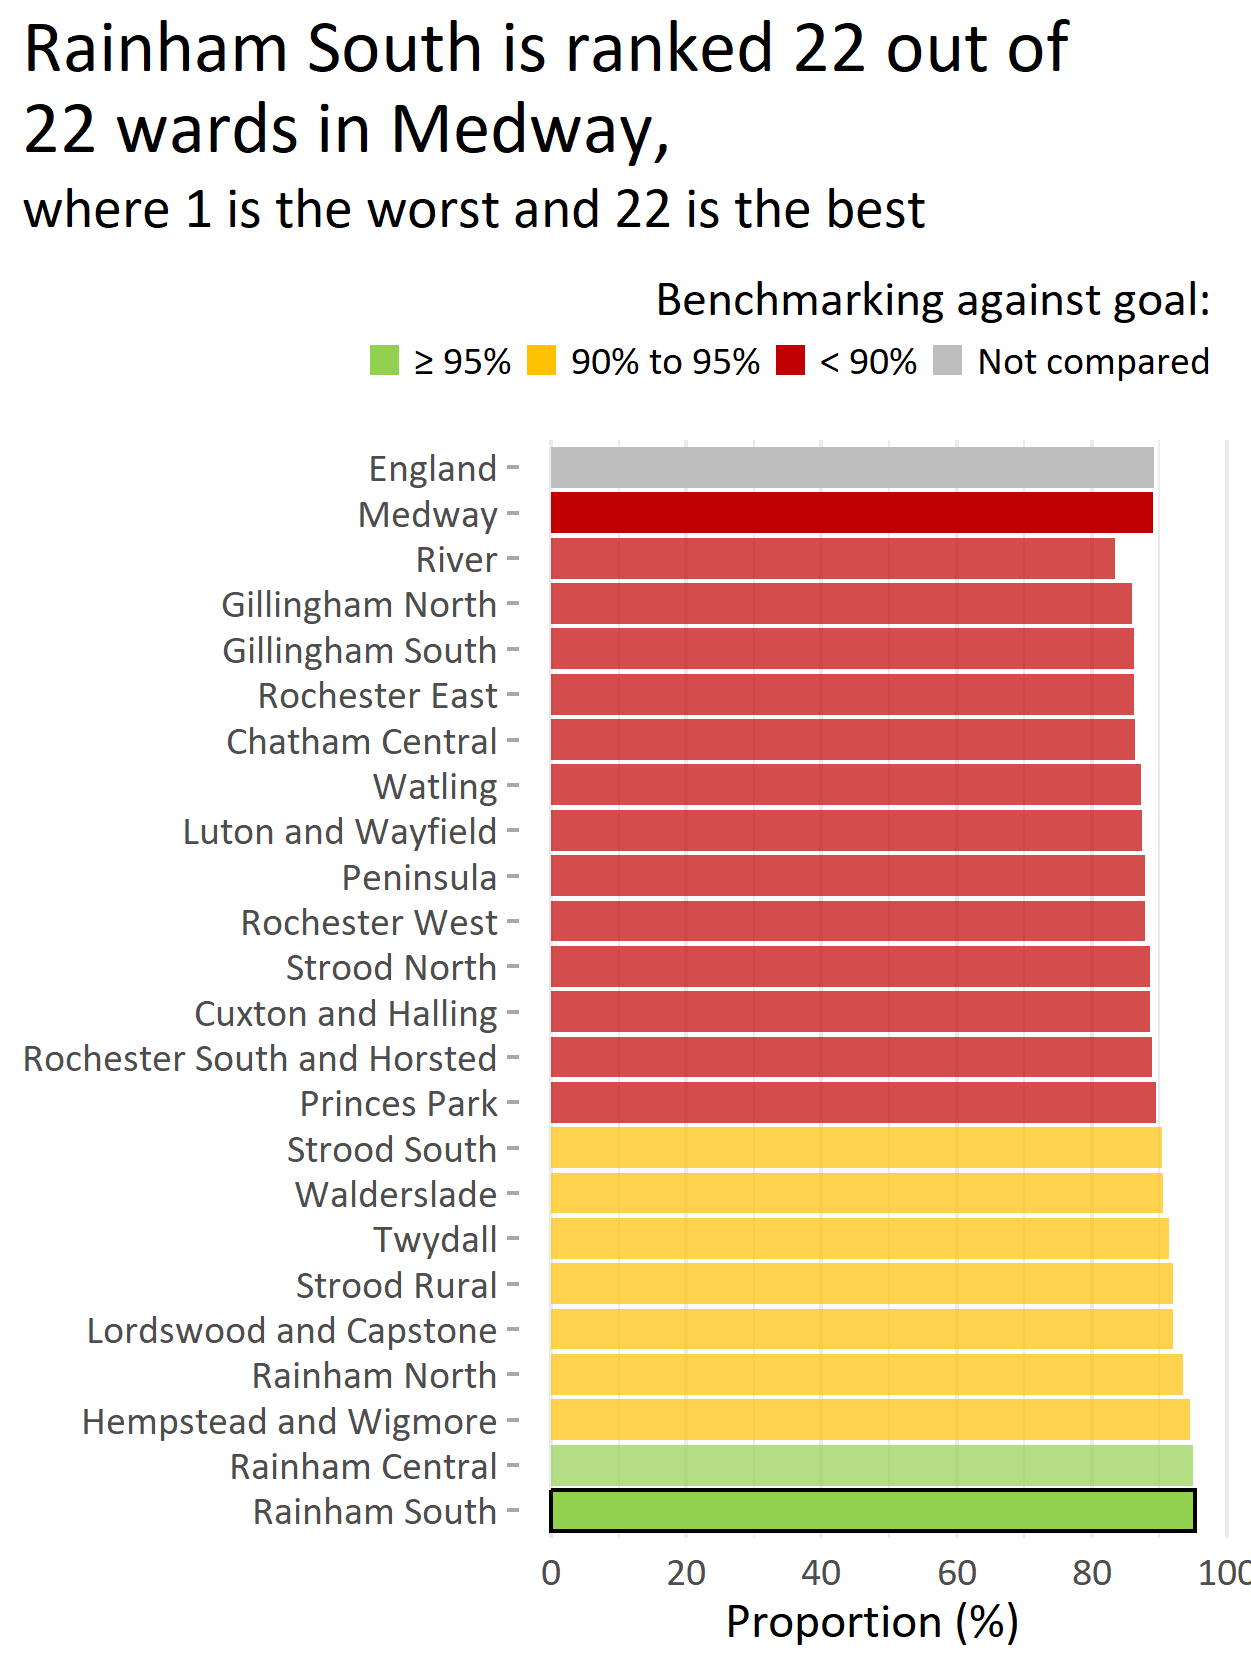 Rainham South is ranked 22 out of
22 wards in Medway,
where 1 is the worst and 22 is the best
Benchmarking against goal:
≥ 95% 90% to 95% < 90% Not compared
England
Medway
River
Gillingham North
Gillingham South
Rochester East
Chatham Central
Watling
Luton and Wayfield
Peninsula
Rochester West
Strood North
Cuxton and Halling
Rochester South and Horsted
Princes Park
Strood South
Walderslade
Twydall
Strood Rural
Lordswood and Capstone
Rainham North
Hempstead and Wigmore
Rainham Central
Rainham South
0 20 40 60 80 100
Proportion (%)